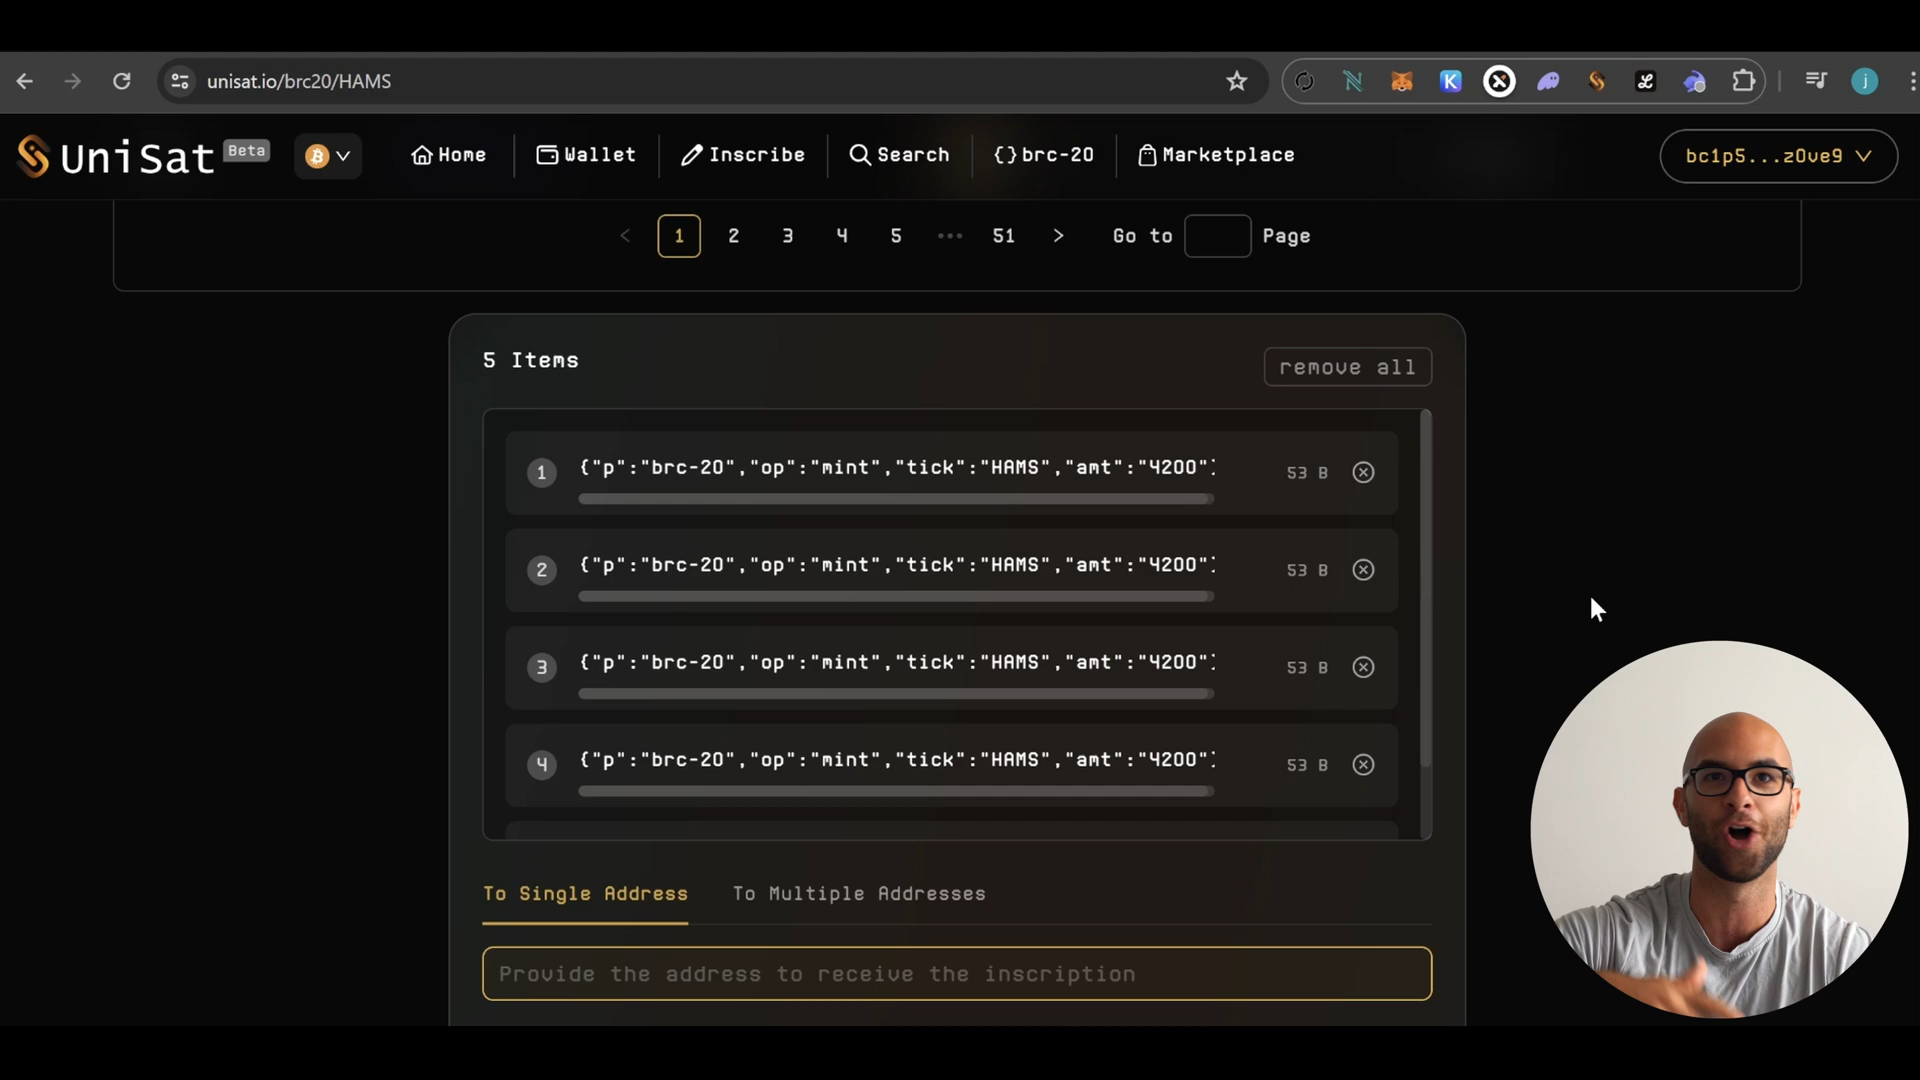 unisat.io/brc20/HAMS
j
UniSat Beta Home Wallet Inscribe Search {}brc-20 Marketplace bc1p5...z0ve9
< 1 2 3 4 5 ••• 51 > Go to Page
5 Items remove all
1 {"p":"brc-20","op":"mint","tick":"HAMS","amt":"4200"} 53 B
2 {"p":"brc-20","op":"mint","tick":"HAMS","amt":"4200"} 53 B
3 {"p":"brc-20","op":"mint","tick":"HAMS","amt":"4200"} 53 B
4 {"p":"brc-20","op":"mint","tick":"HAMS","amt":"4200"} 53 B
To Single Address To Multiple Addresses
Provide the address to receive the inscription